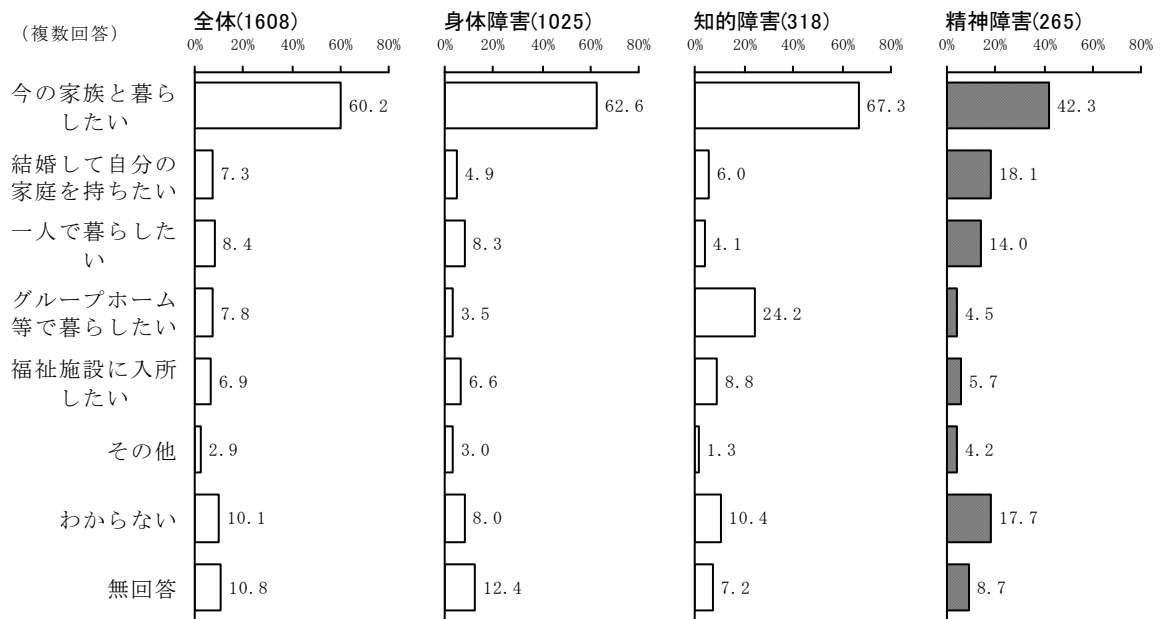 （複数回答）
全体(1608)
身体障害(1025)
知的障害(318)
精神障害(265)
0% 20% 40% 60% 80%
0% 20% 40% 60% 80%
0% 20% 40% 60% 80%
0% 20% 40% 60% 80%
今の家族と暮ら
したい
60.2
62.6
67.3
42.3
結婚して自分の
家庭を持ちたい
7.3
4.9
6.0
18.1
一人で暮らした
い
8.4
8.3
4.1
14.0
グループホーム
等で暮らしたい
7.8
3.5
24.2
4.5
福祉施設に入所
したい
6.9
6.6
8.8
5.7
その他
2.9
3.0
1.3
4.2
わからない
10.1
8.0
10.4
17.7
無回答
10.8
12.4
7.2
8.7